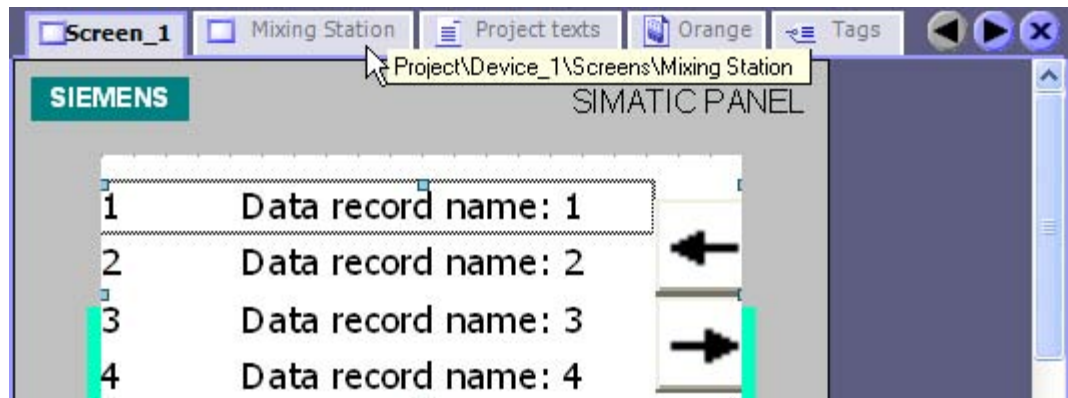 Screen_1 Mixing Station Project texts Orange Tags
Project\Device_1\Screens\Mixing Station
SIEMENS SIMATIC PANEL
1 Data record name: 1
2 Data record name: 2
3 Data record name: 3
4 Data record name: 4